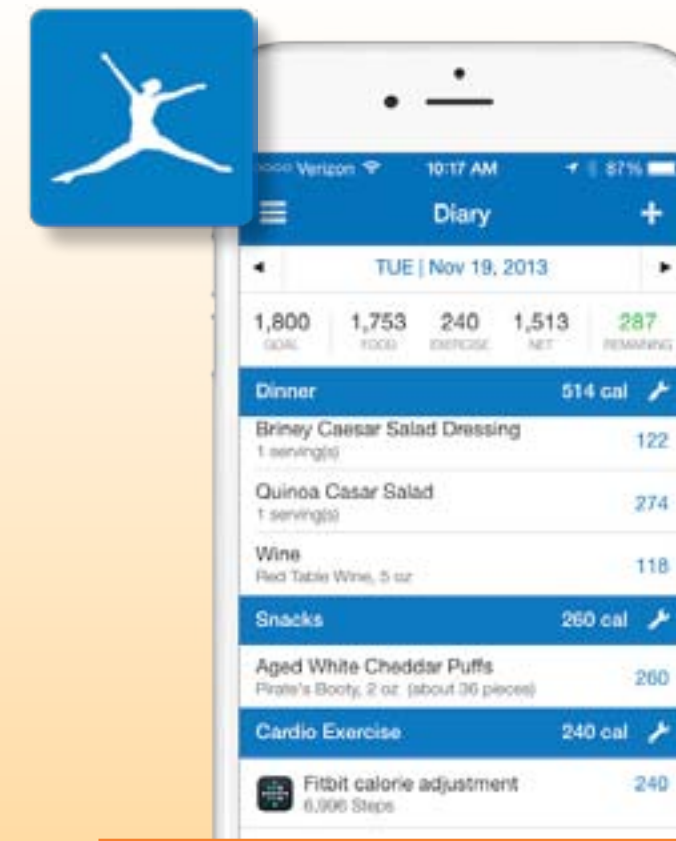 Verizon 10:17 AM 87%
Diary +
TUE | Nov 19, 2013
1,800 1,753 240 1,513 287
GOAL FOOD EXERCISE NET REMAINING
Dinner 514 cal
Briney Caesar Salad Dressing 122
1 serving(s)
Quinoa Casar Salad 274
1 serving(s)
Wine 118
Red Table Wine, 5 oz
Snacks 260 cal
Aged White Cheddar Puffs 260
Pirate's Booty, 2 oz (about 36 pieces)
Cardio Exercise 240 cal
Fitbit calorie adjustment 240
6,996 Steps